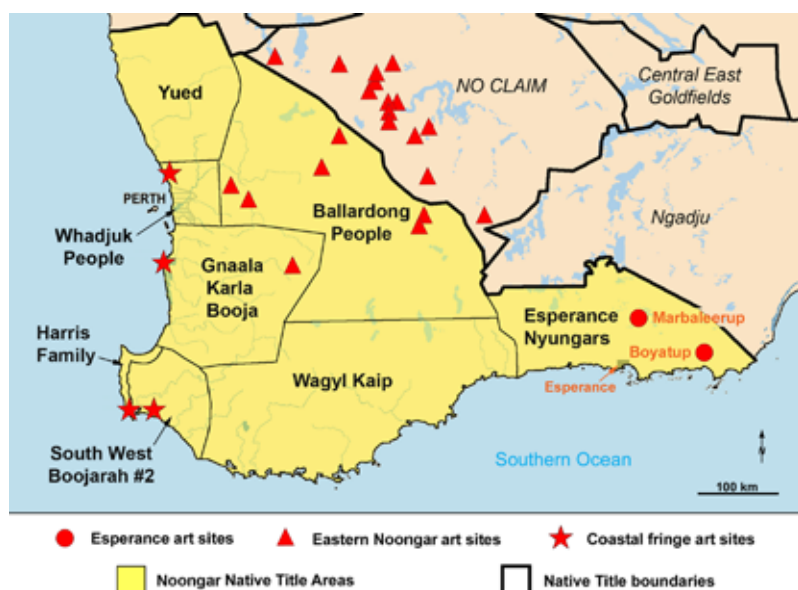 Yued
NO CLAIM
Central East
Goldfields
PERTH
Whadjuk
People
Ballardong
People
Ngadju
Gnaala
Karla
Booja
Harris
Family
Esperance
Nyungars
Marbaleerup
Boyatup
Esperance
Wagyl Kaip
South West
Boojarah #2
Southern Ocean
N
100 km
Esperance art sites
Eastern Noongar art sites
Coastal fringe art sites
Noongar Native Title Areas
Native Title boundaries